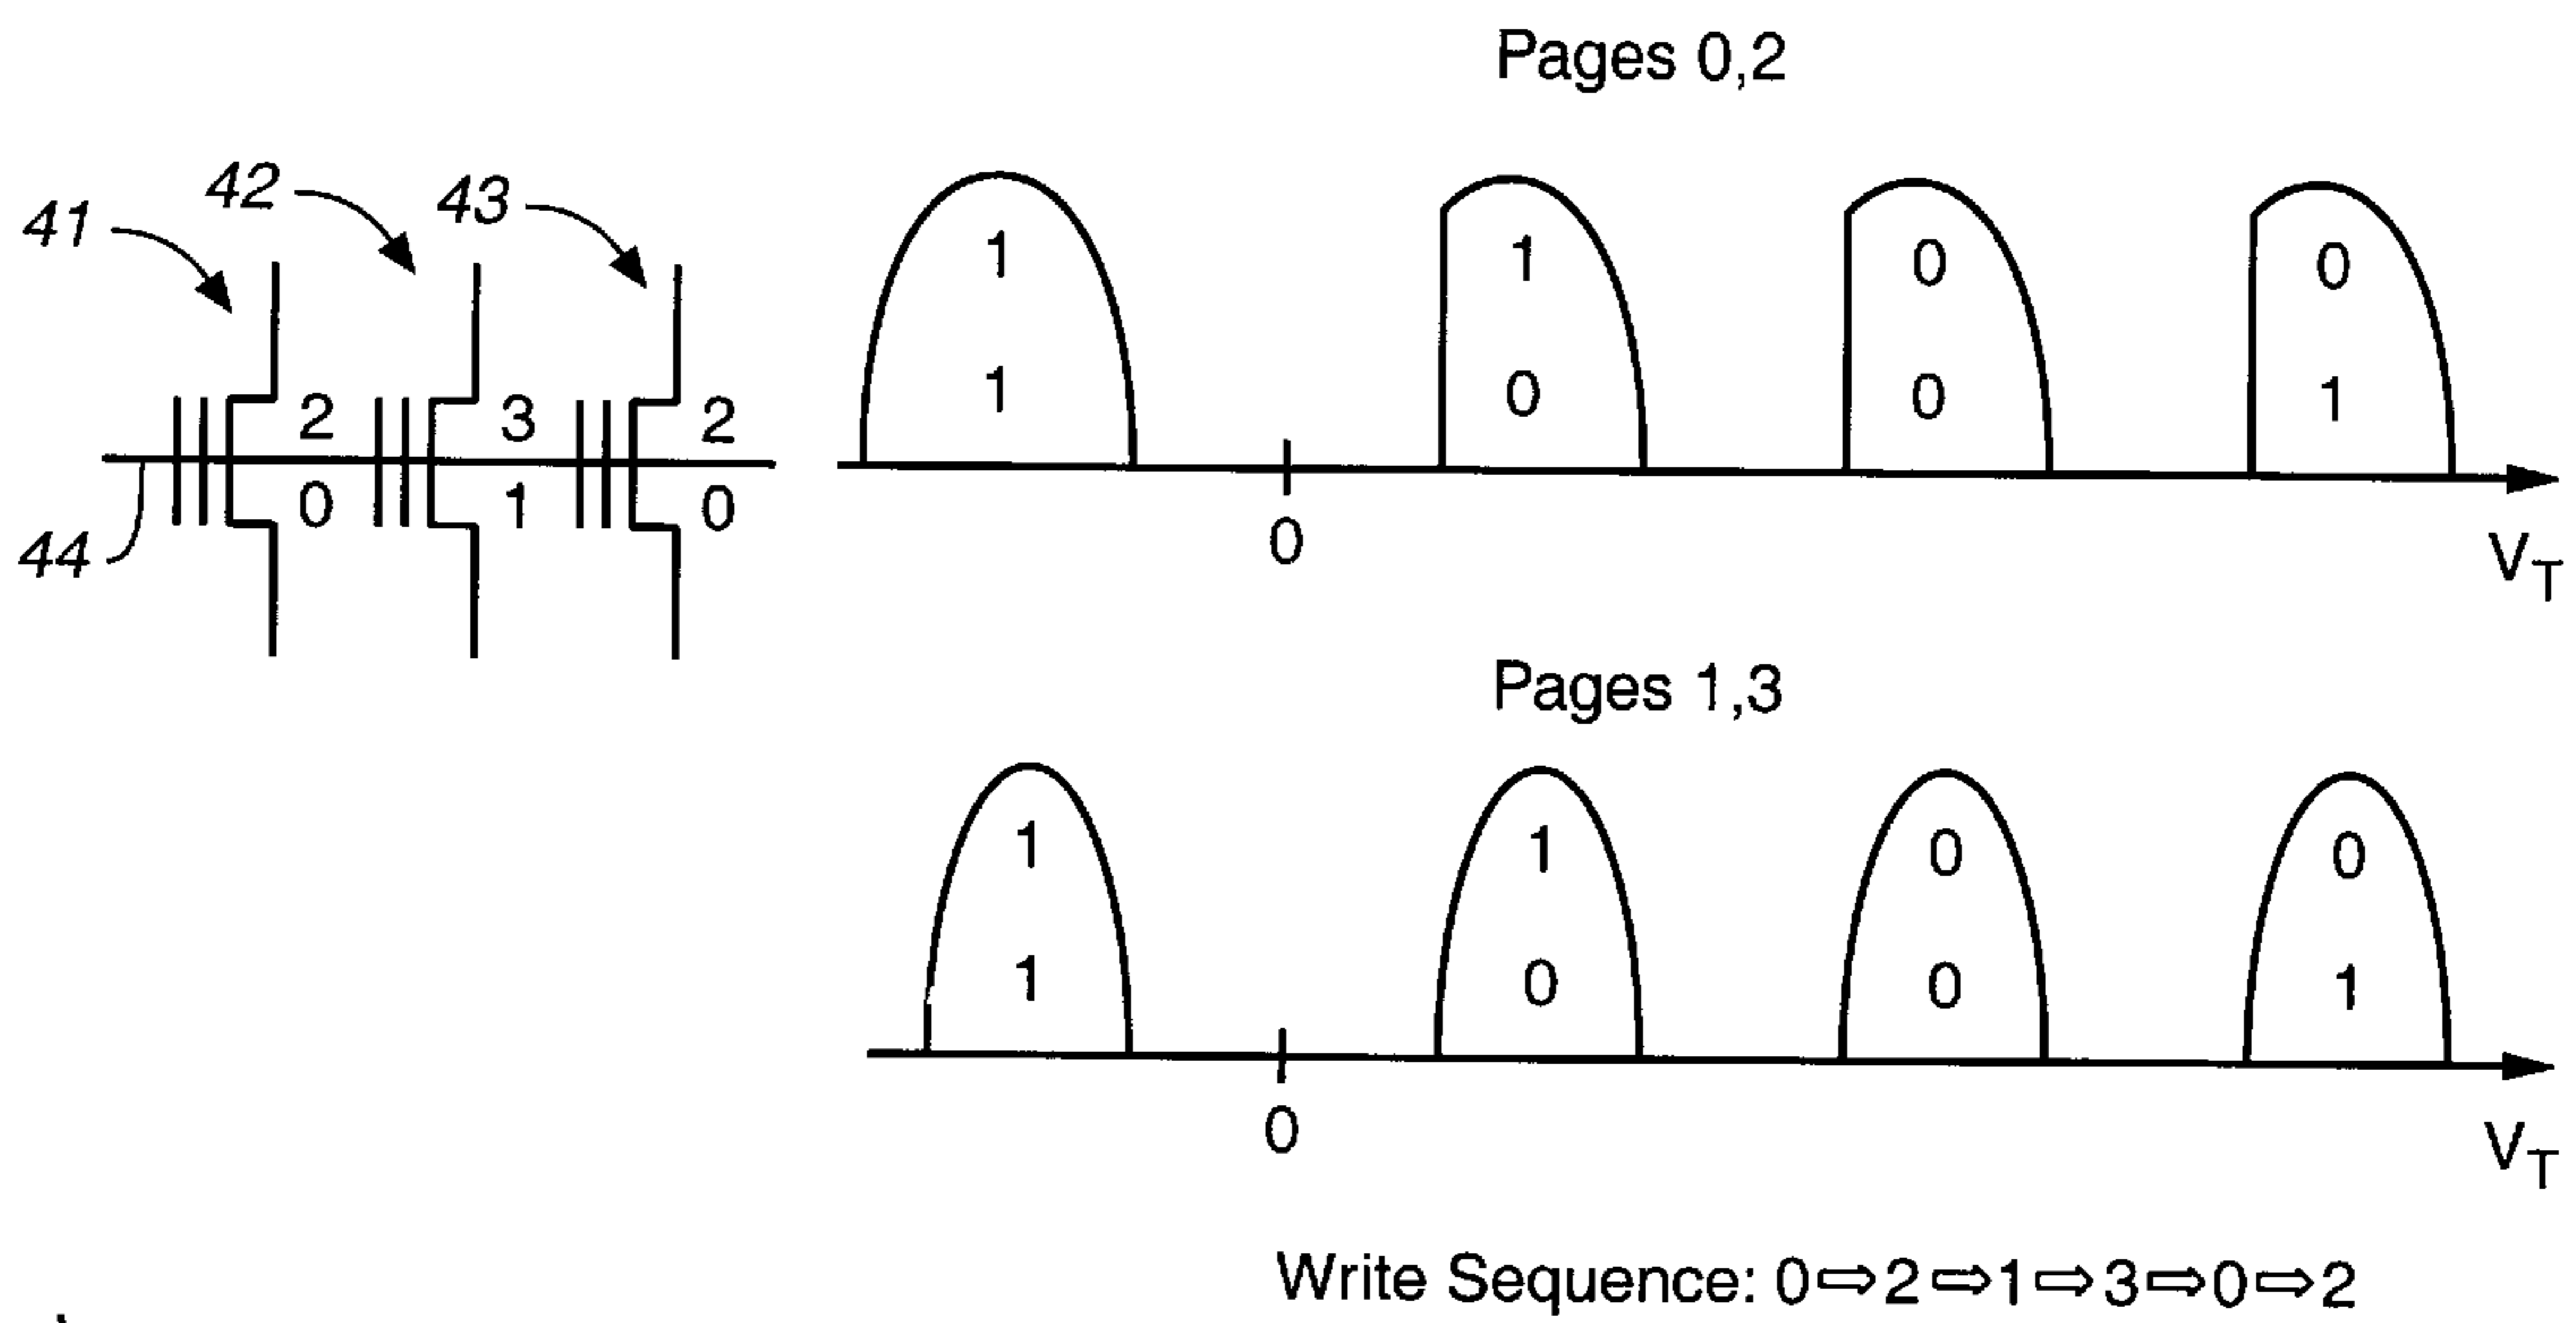 Pages 0,2
41 42 43
2 3 2
0 1 0
44
1 1 0 0
1 0 0 1
0
VT
Pages 1,3
1 1 0 0
1 0 0 1
0
VT
Write Sequence: 0⇨2⇨1⇨3⇨0⇨2